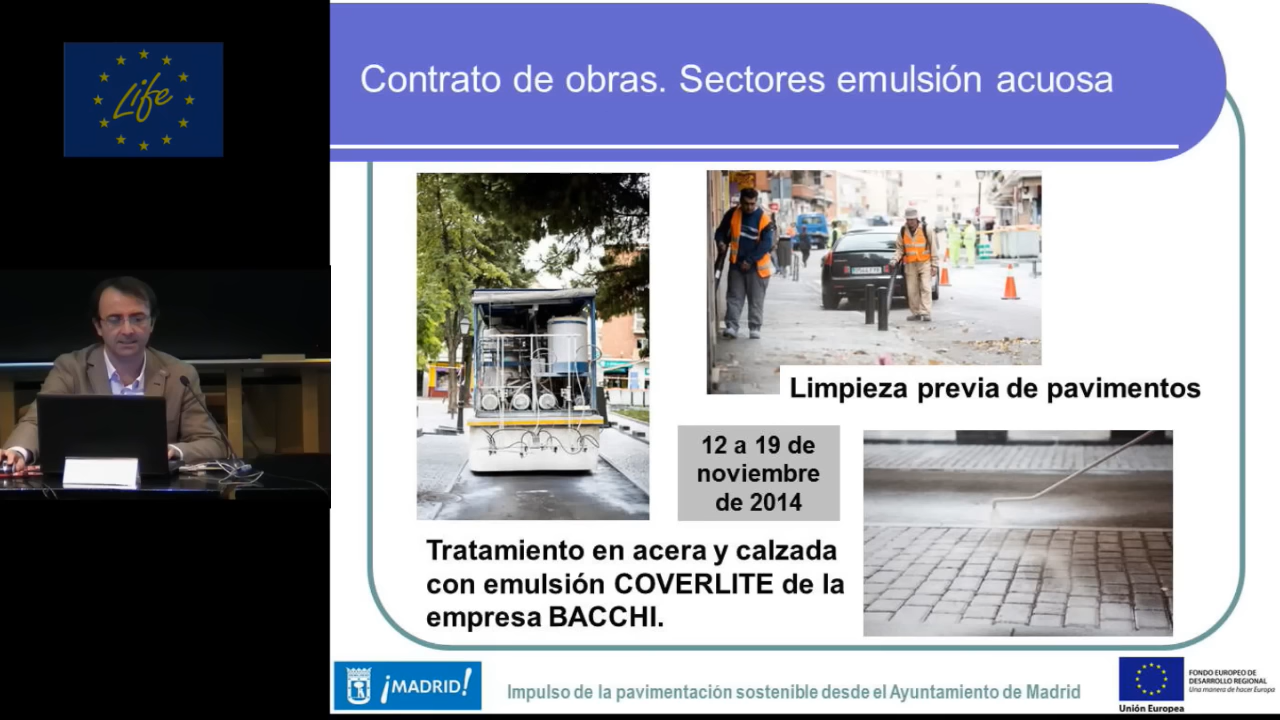 Life
Contrato de obras. Sectores emulsión acuosa
Limpieza previa de pavimentos
12 a 19 de
noviembre
de 2014
Tratamiento en acera y calzada
con emulsión COVERLITE de la
empresa BACCHI.
¡MADRID!
Impulso de la pavimentación sostenible desde el Ayuntamiento de Madrid
Unión Europea
FONDO EUROPEO DE
DESARROLLO REGIONAL
Una manera de hacer Europa